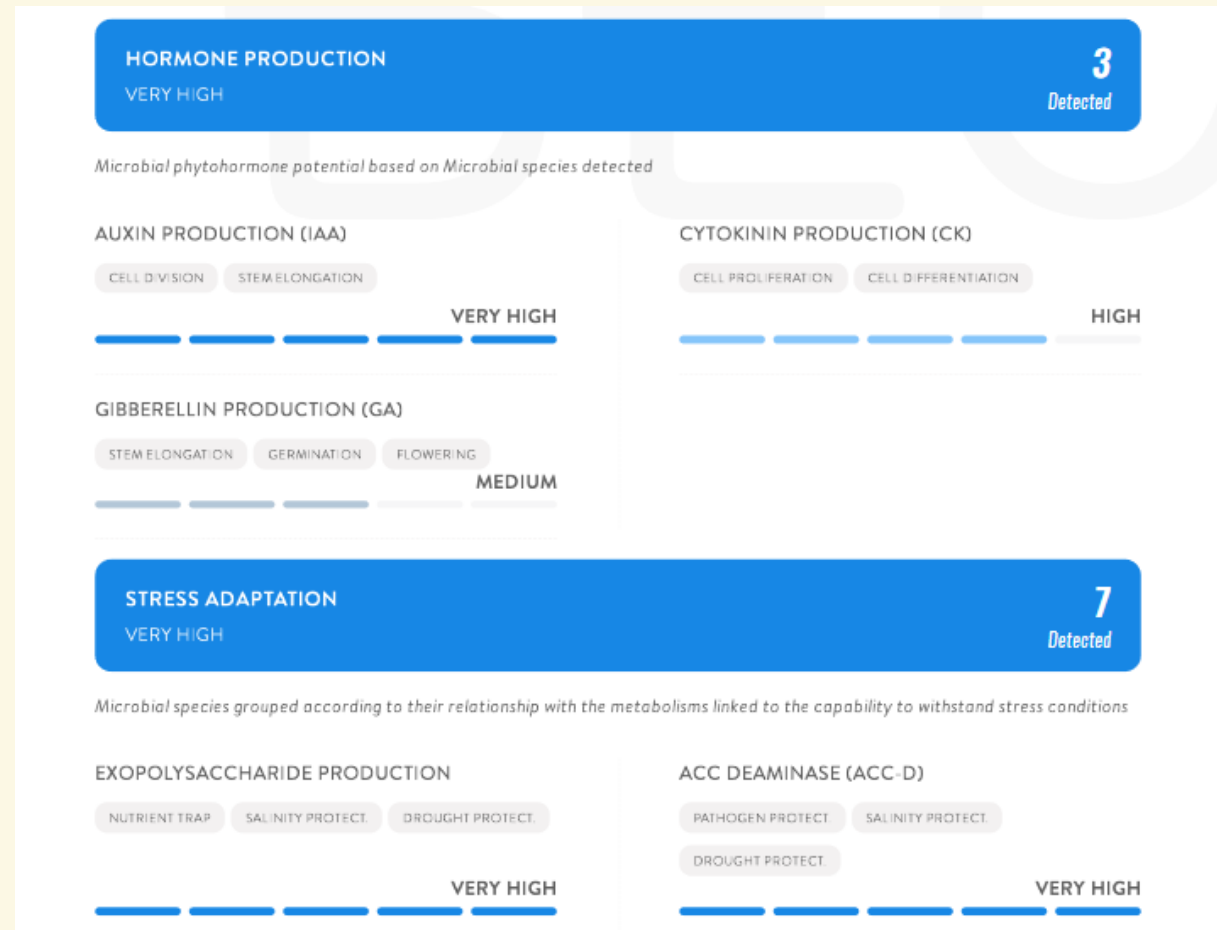 HORMONE PRODUCTION
VERY HIGH
3
Detected
Microbial phytohormone potential based on Microbial species detected
AUXIN PRODUCTION (IAA)
CELL DIVISION STEM ELONGATION
VERY HIGH
CYTOKININ PRODUCTION (CK)
CELL PROLIFERATION CELL DIFFERENTIATION
HIGH
GIBBERELLIN PRODUCTION (GA)
STEM ELONGATION GERMINATION FLOWERING
MEDIUM
STRESS ADAPTATION
VERY HIGH
7
Detected
Microbial species grouped according to their relationship with the metabolisms linked to the capability to withstand stress conditions
EXOPOLYSACCHARIDE PRODUCTION
NUTRIENT TRAP SALINITY PROTECT. DROUGHT PROTECT.
VERY HIGH
ACC DEAMINASE (ACC-D)
PATHOGEN PROTECT. SALINITY PROTECT.
DROUGHT PROTECT.
VERY HIGH